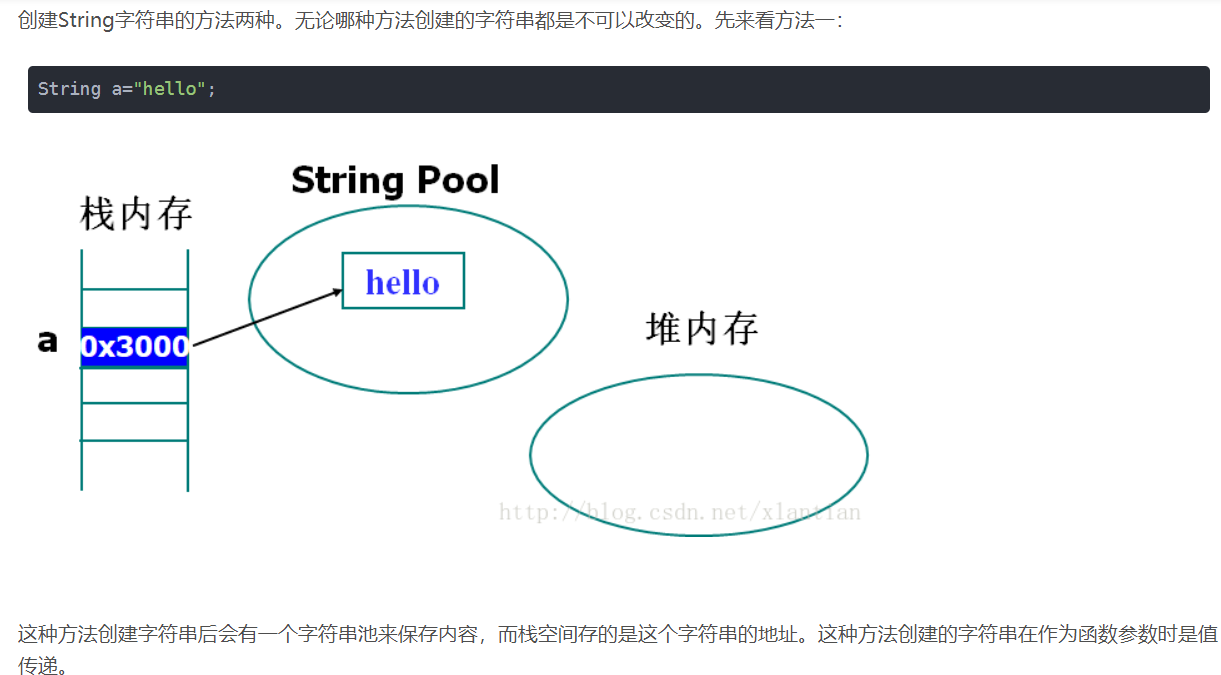 创建String字符串的方法两种。无论哪种方法创建的字符串都是不可以改变的。先来看方法一：
String a="hello";
String Pool
栈内存
hello
堆内存
a
0x3000
http://blog.csdn.net/xlantian
这种方法创建字符串后会有一个字符串池来保存内容，而栈空间存的是这个字符串的地址。这种方法创建的字符串在作为函数参数时是值
传递。